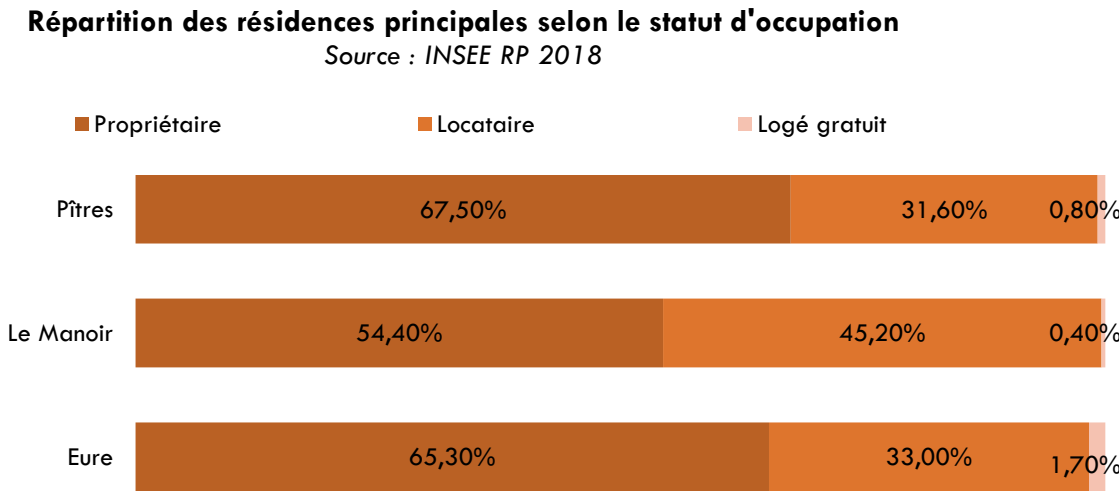 Répartition des résidences principales selon le statut d'occupation
Source : INSEE RP 2018
Propriétaire Locataire Logé gratuit
Pîtres 67,50% 31,60% 0,80%
Le Manoir 54,40% 45,20% 0,40%
Eure 65,30% 33,00% 1,70%